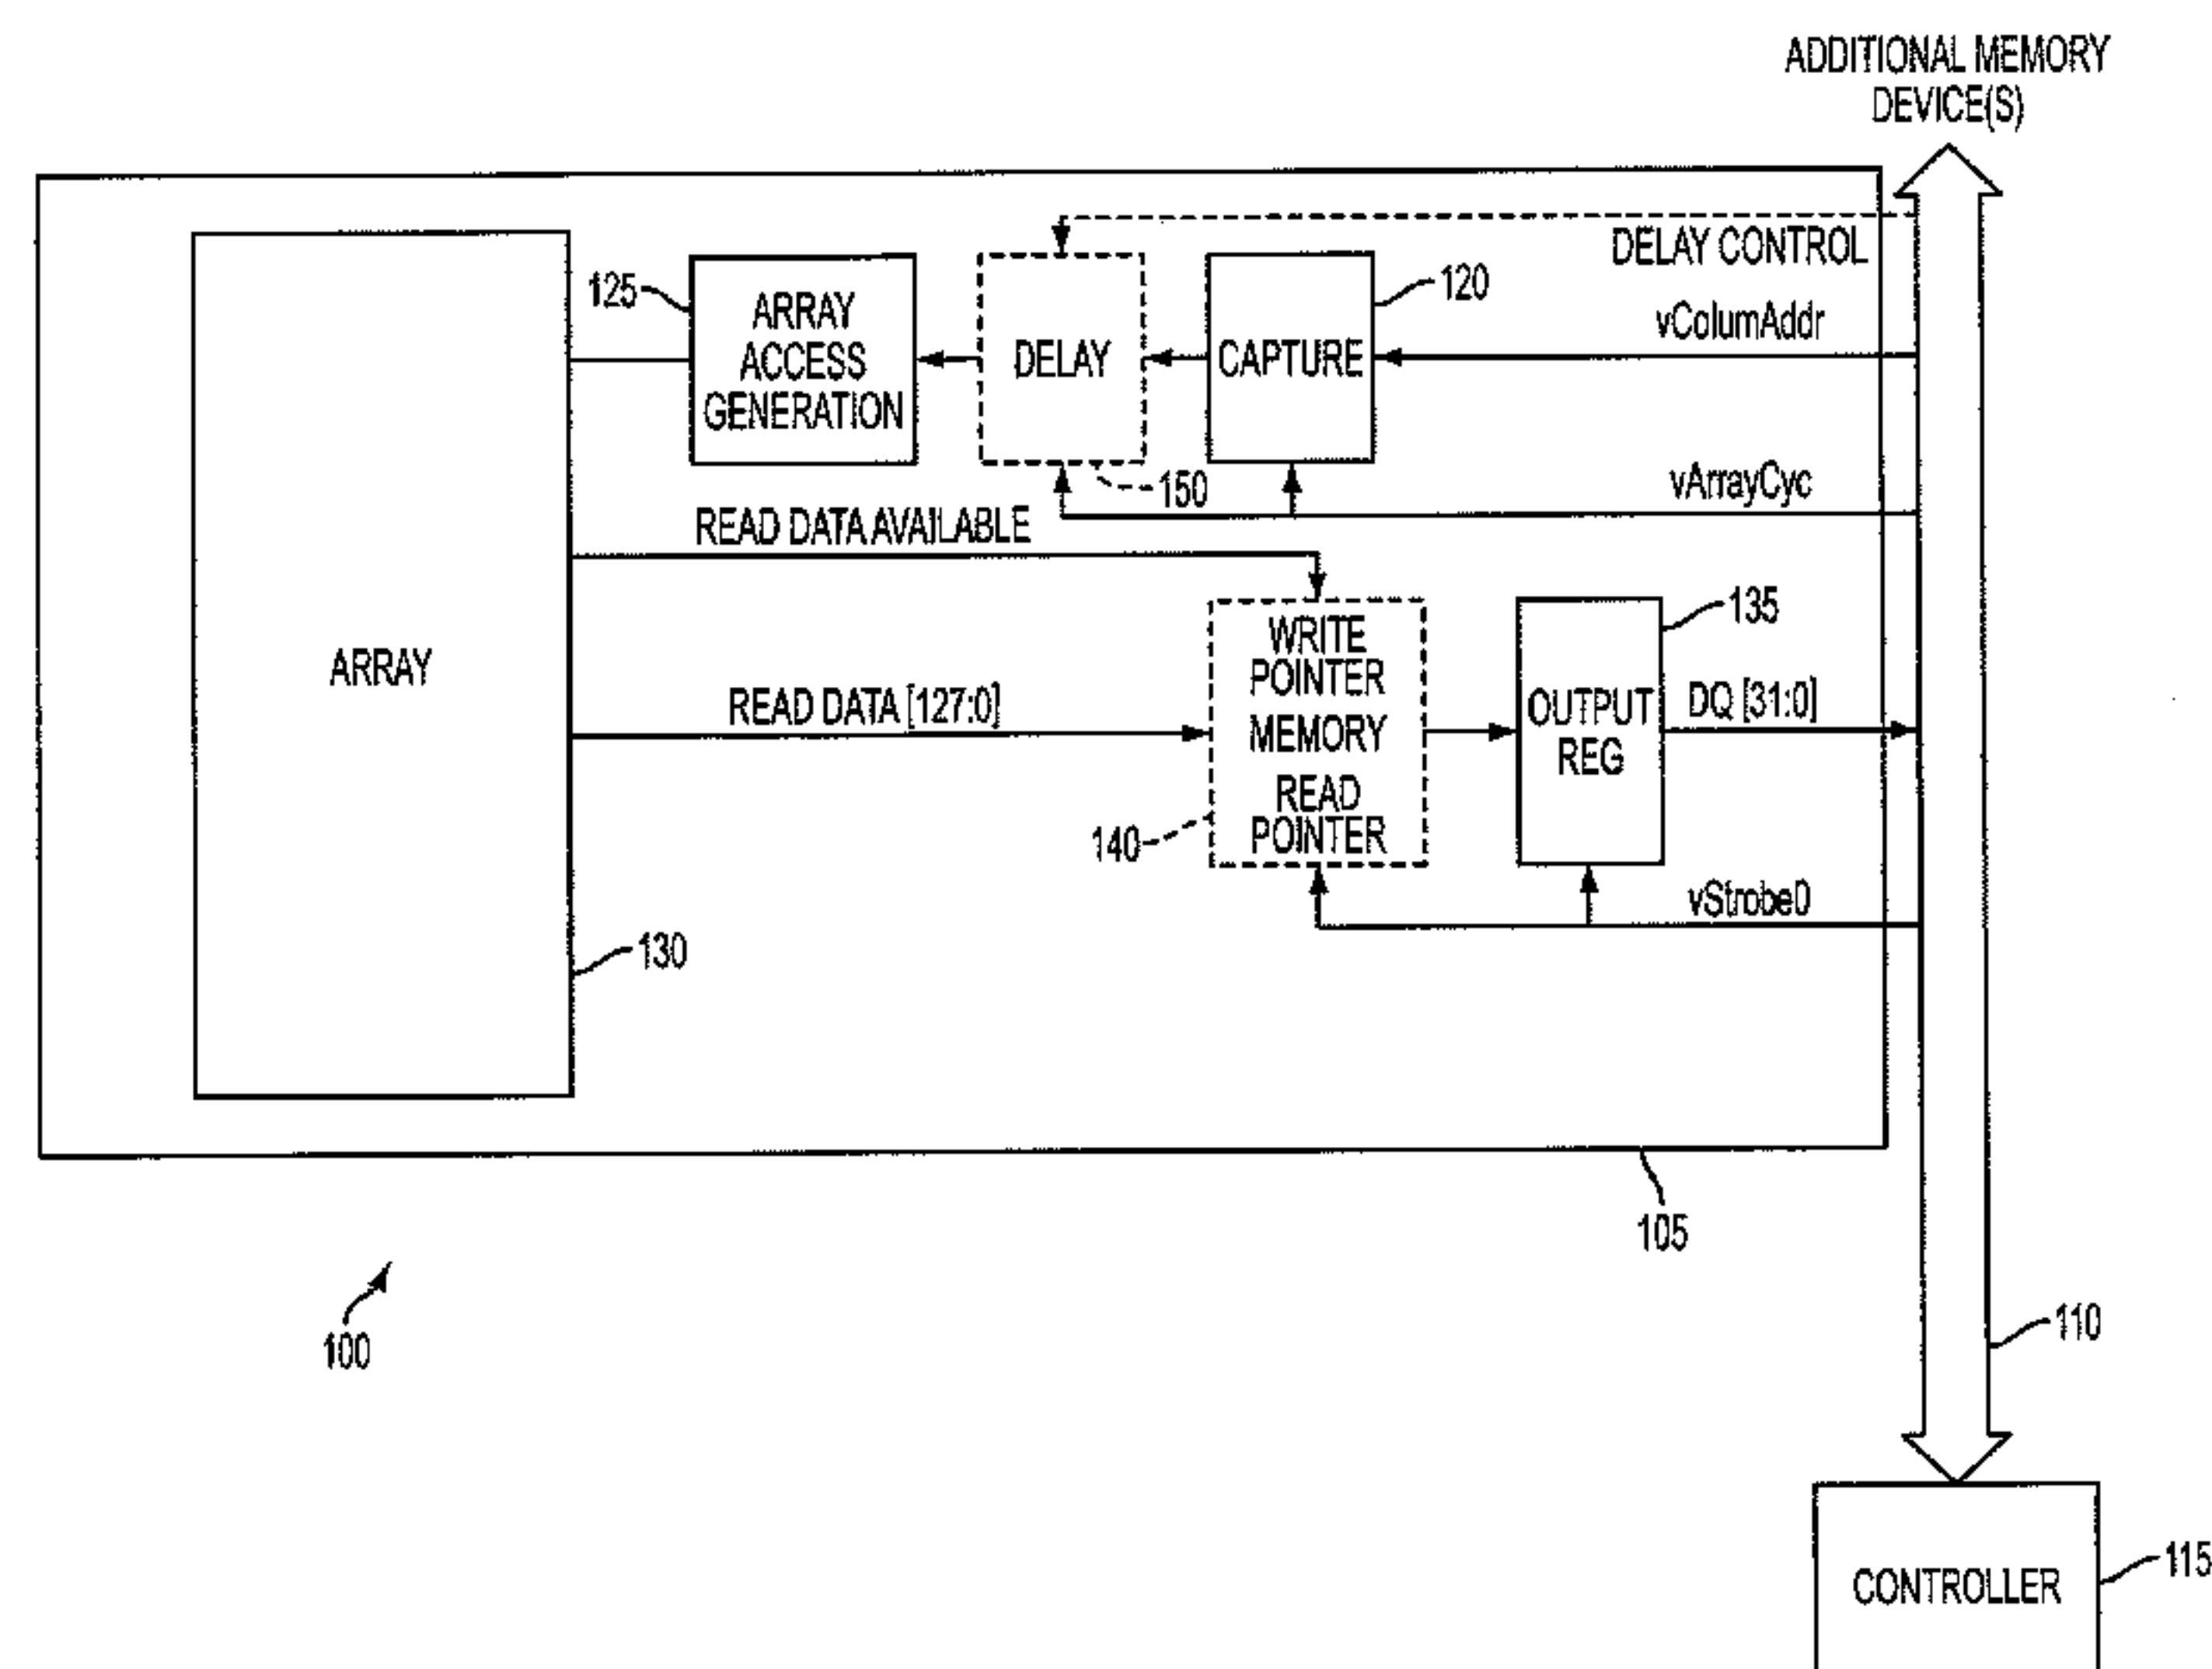 ADDITIONAL MEMORY
DEVICE(S)
DELAY CONTROL
125
ARRAY
ACCESS
GENERATION
DELAY
CAPTURE
120
vColumAddr
150
vArrayCyc
READ DATA AVAILABLE
ARRAY
READ DATA [127:0]
WRITE
POINTER
MEMORY
READ
POINTER
140
135
OUTPUT
REG
DQ [31:0]
vStrobe0
130
105
100
110
CONTROLLER
115